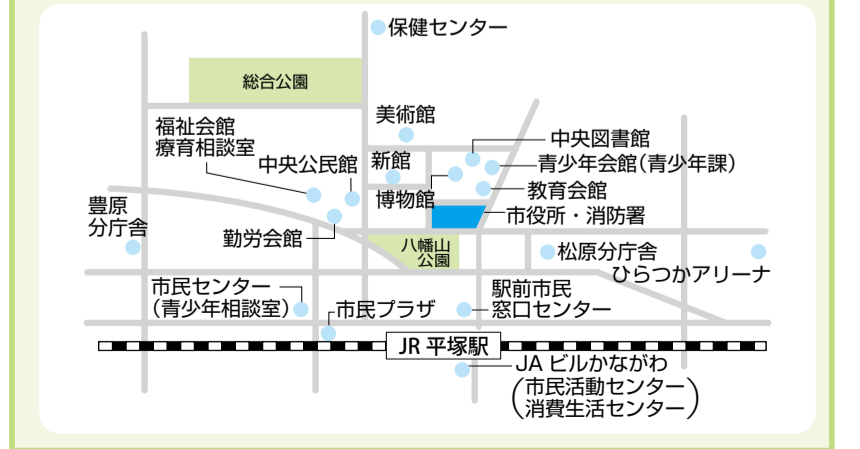 保健センター
総合公園
美術館
福祉会館
療育相談室
中央公民館
新館
中央図書館
青少年会館(青少年課)
博物館
教育会館
市役所・消防署
豊原
分庁舎
勤労会館
八幡山
公園
松原分庁舎
ひらつかアリーナ
市民センター
(青少年相談室)
市民プラザ
駅前市民
窓口センター
JR 平塚駅
JA ビルかながわ
(市民活動センター
消費生活センター)